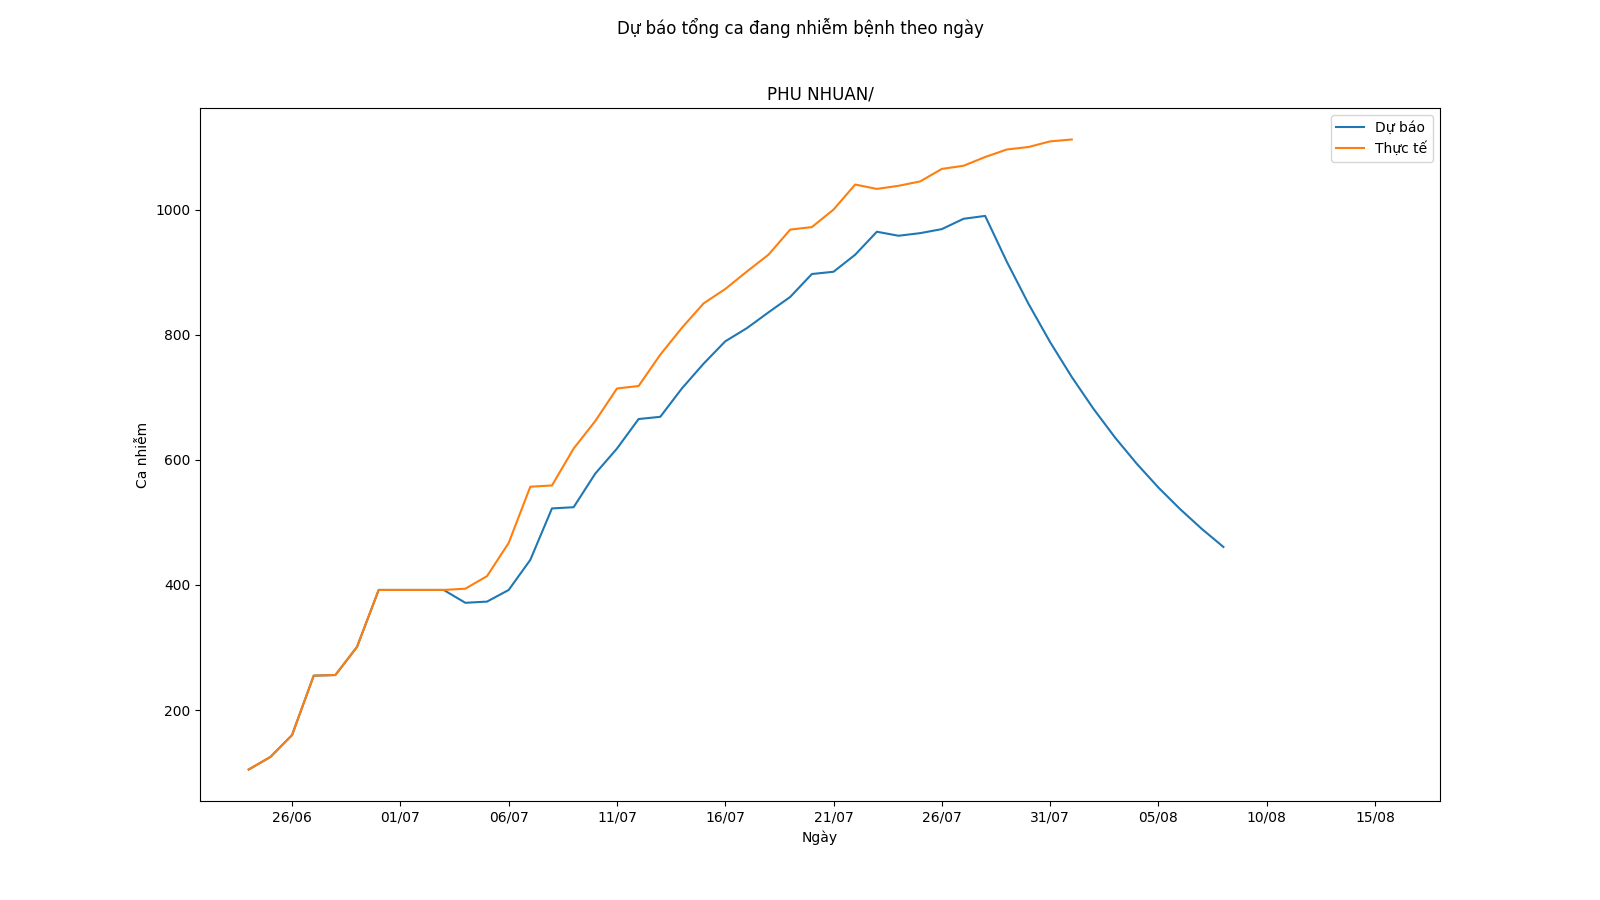 Dự báo tổng ca đang nhiễm bệnh theo ngày
PHU NHUAN/
Dự báo
Thực tế
1000
800
600
400
200
Ca nhiễm
26/06 01/07 06/07 11/07 16/07 21/07 26/07 31/07 05/08 10/08 15/08
Ngày